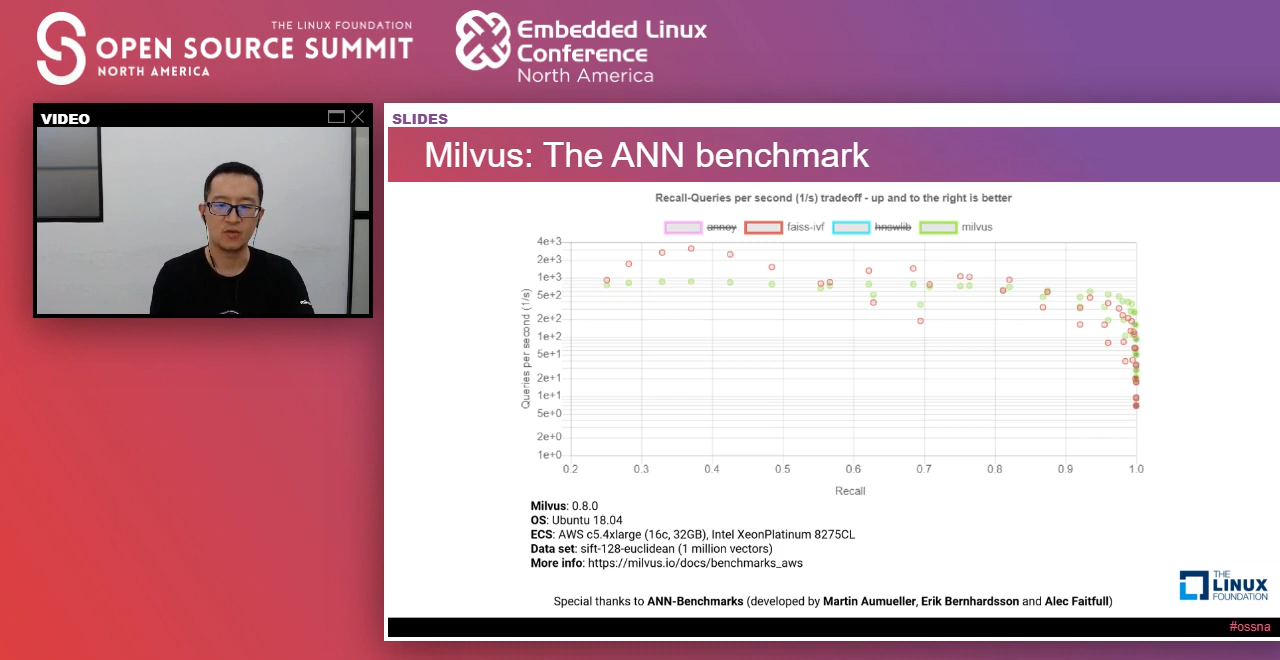 THE LINUX FOUNDATION
OPEN SOURCE SUMMIT
NORTH AMERICA
Embedded Linux
Conference
North America
VIDEO
SLIDES
Milvus: The ANN benchmark
Recall-Queries per second (1/s) tradeoff - up and to the right is better
annoy faiss-ivf hnswlib milvus
Queries per second (1/s)
4e+3
2e+3
1e+3
5e+2
2e+2
1e+2
5e+1
2e+1
1e+1
5e+0
2e+0
1e+0
0.2 0.3 0.4 0.5 0.6 0.7 0.8 0.9 1.0
Recall
Milvus: 0.8.0
OS: Ubuntu 18.04
ECS: AWS c5.4xlarge (16c, 32GB), Intel XeonPlatinum 8275CL
Data set: sift-128-euclidean (1 million vectors)
More info: https://milvus.io/docs/benchmarks_aws
Special thanks to ANN-Benchmarks (developed by Martin Aumueller, Erik Bernhardsson and Alec Faitfull)
THE
LINUX
FOUNDATION
#ossna